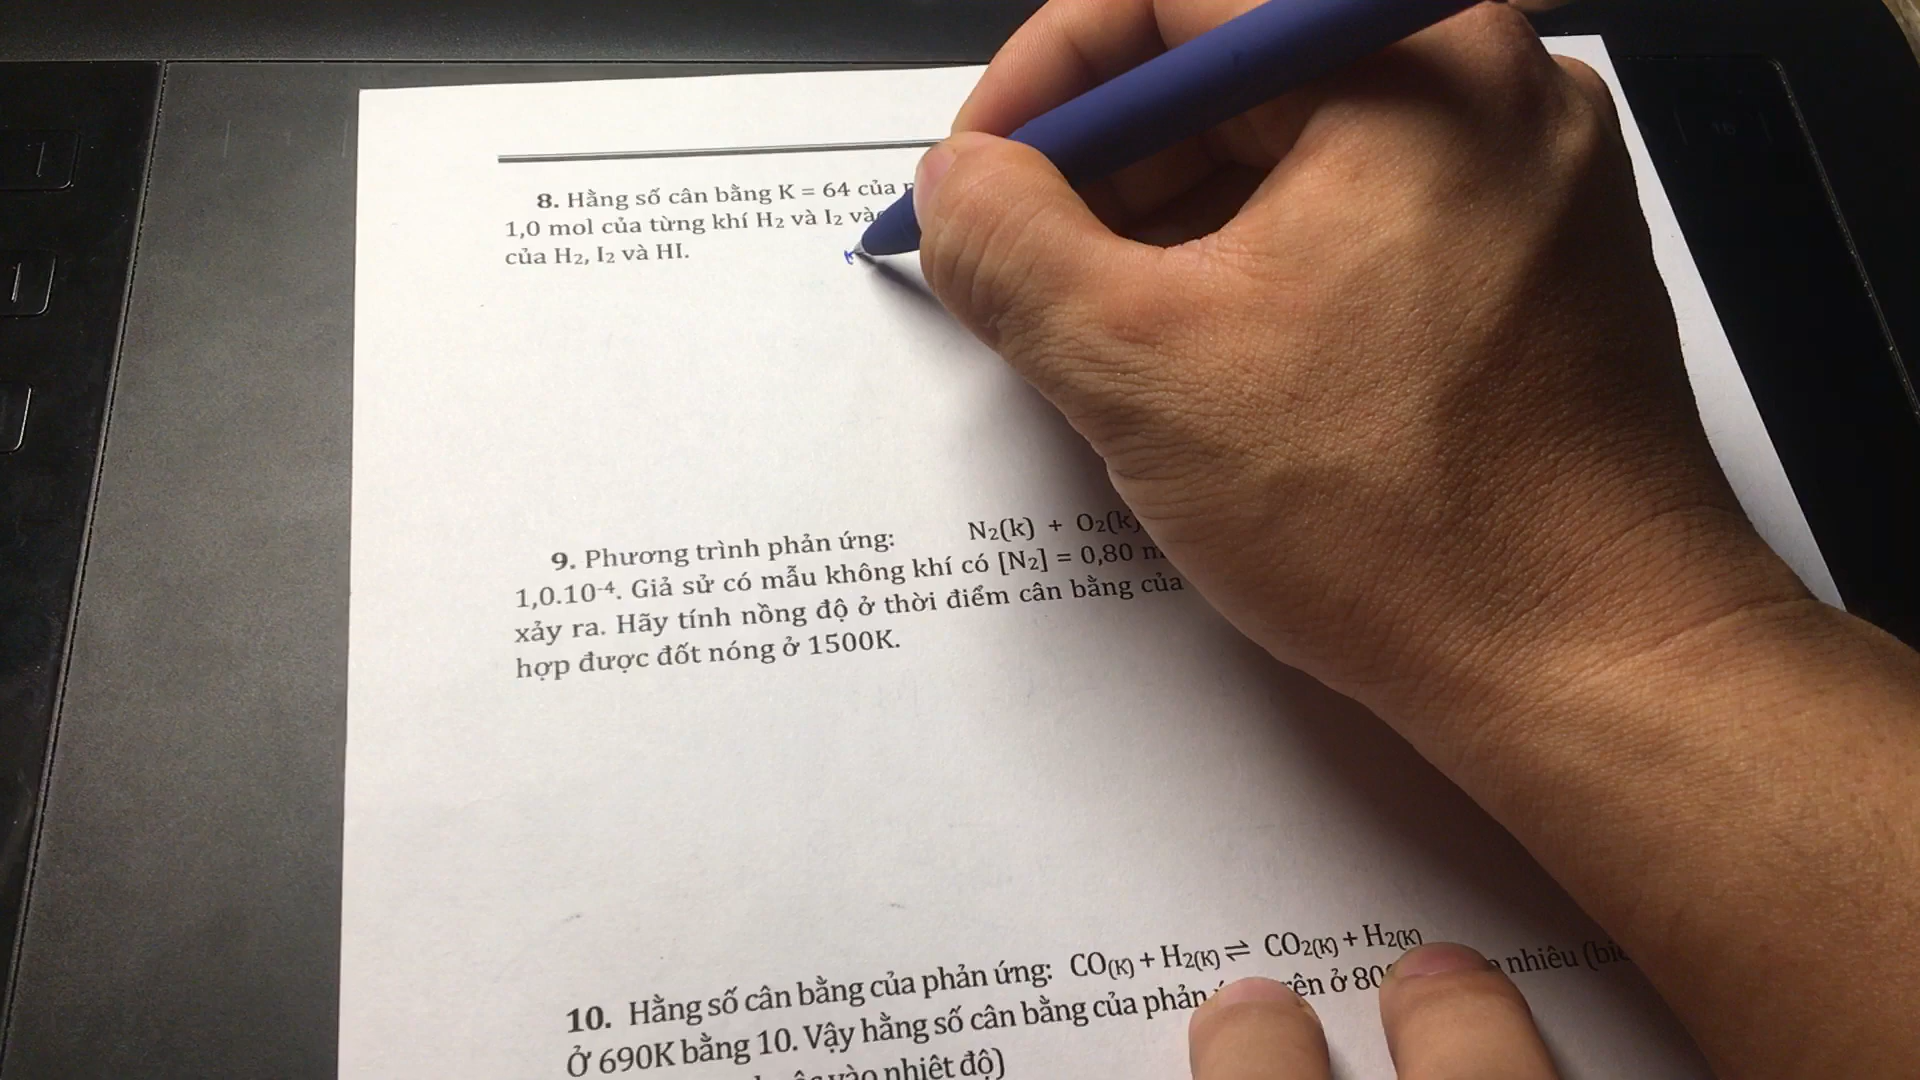 8. Hằng số cân bằng K = 64 của
1,0 mol của từng khí H2 và I2 và
của H2, I2 và HI.
9. Phương trình phản ứng: N2(k) + O2(k)
1,0.10-4. Giả sử có mẫu không khí có [N2] = 0,80
xảy ra. Hãy tính nồng độ ở thời điểm cân bằng của
hợp được đốt nóng ở 1500K.
10. Hằng số cân bằng của phản ứng: CO(K) + H2(K) ⇌ CO2(K) + H2(K)
Ở 690K bằng 10. Vậy hằng số cân bằng của phản ở nhiêu
vào nhiệt độ)